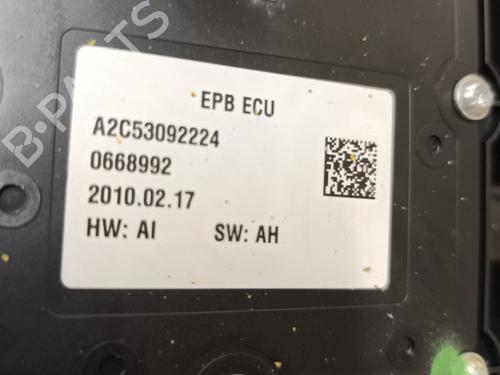 B-PARTS
EPB ECU
A2C53092224
0668992
2010.02.17
HW: AI SW: AH